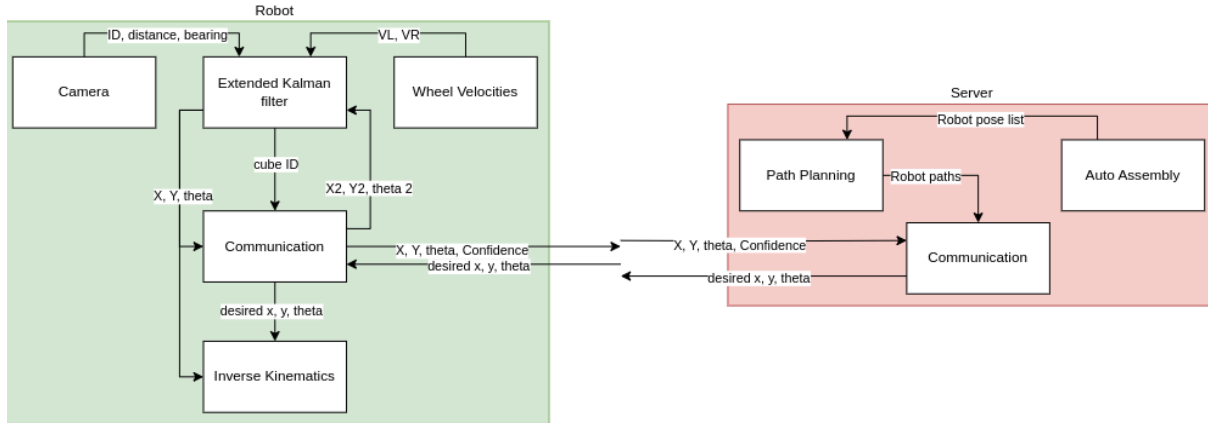 Robot
ID, distance, bearing
VL, VR
Camera
Extended Kalman
filter
Wheel Velocities
cube ID
X2, Y2, theta 2
X, Y, theta
Communication
X, Y, theta, Confidence
desired x, y, theta
desired x, y, theta
Inverse Kinematics
Server
Robot pose list
Path Planning
Auto Assembly
Robot paths
X, Y, theta, Confidence
Communication
desired x, y, theta